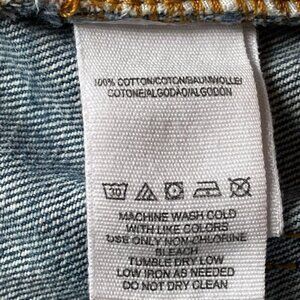 100% COTTON/COTON/BAUMWOLLE/
COTONE/ALGODÃO/ALGODÓN
MACHINE WASH COLD
WITH LIKE COLORS
USE ONLY NON CHLORINE
BLEACH
TUMBLE DRY LOW
LOW IRON AS NEEDED
DO NOT DRY CLEAN